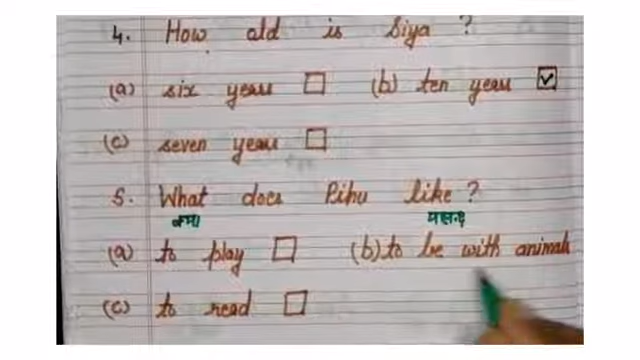 4. How old is Siya ?
(a) six years ☐ (b) ten years ☑
(c) seven years ☐
5. What does Pihu like ?
क्या पसन्द
(a) to play ☐ (b) to be with animals
(c) to read ☐